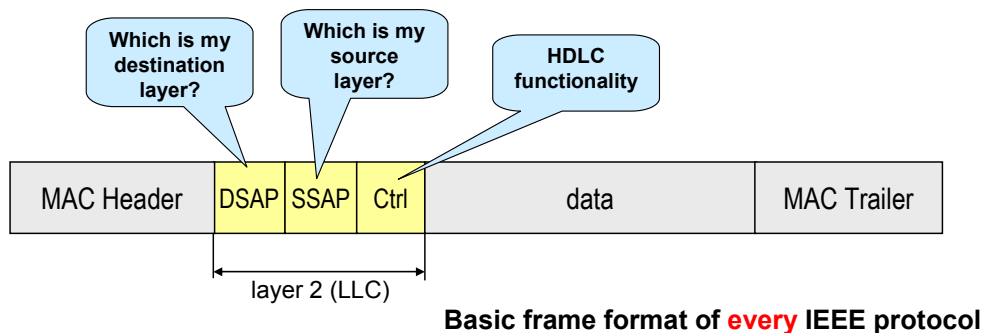 Which is my
destination
layer?
Which is my
source
layer?
HDLC
functionality
MAC Header DSAP SSAP Ctrl data MAC Trailer
layer 2 (LLC)
Basic frame format of every IEEE protocol